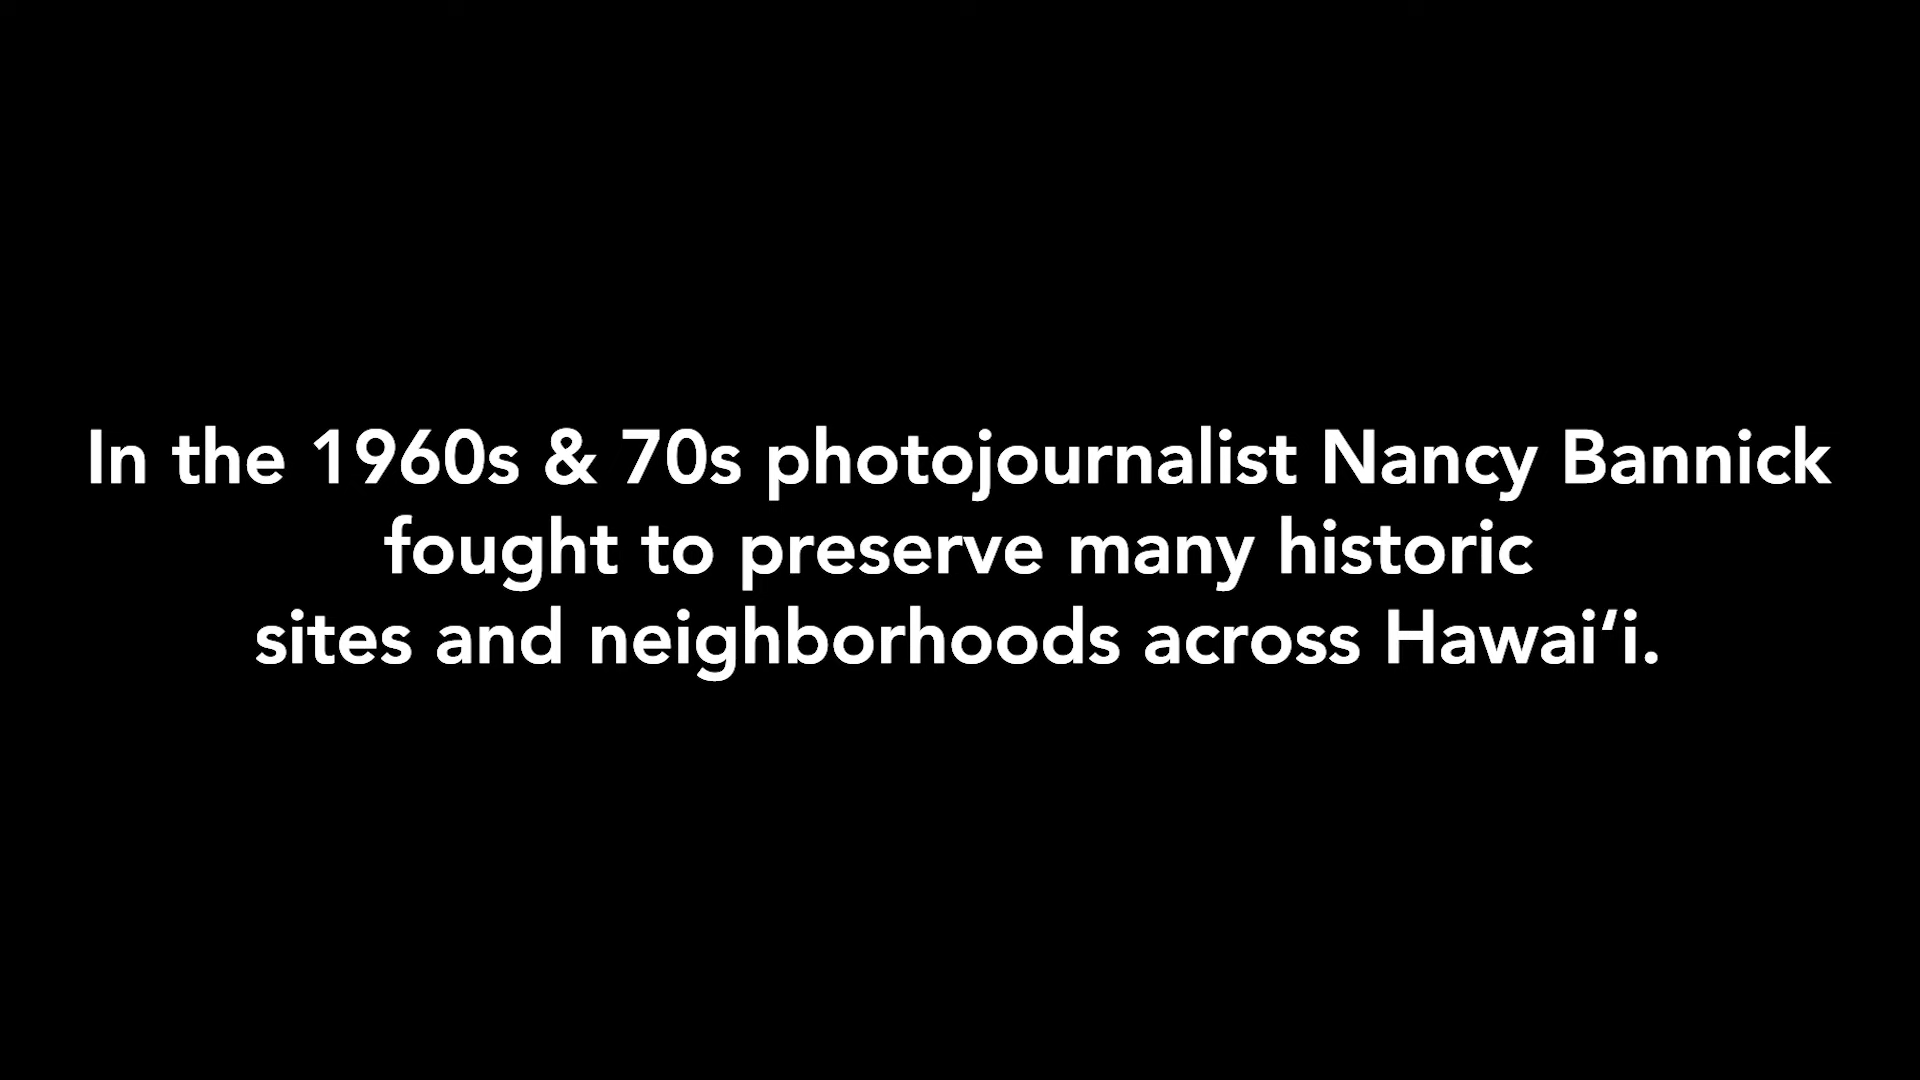 In the 1960s & 70s photojournalist Nancy Bannick
fought to preserve many historic
sites and neighborhoods across Hawai‘i.